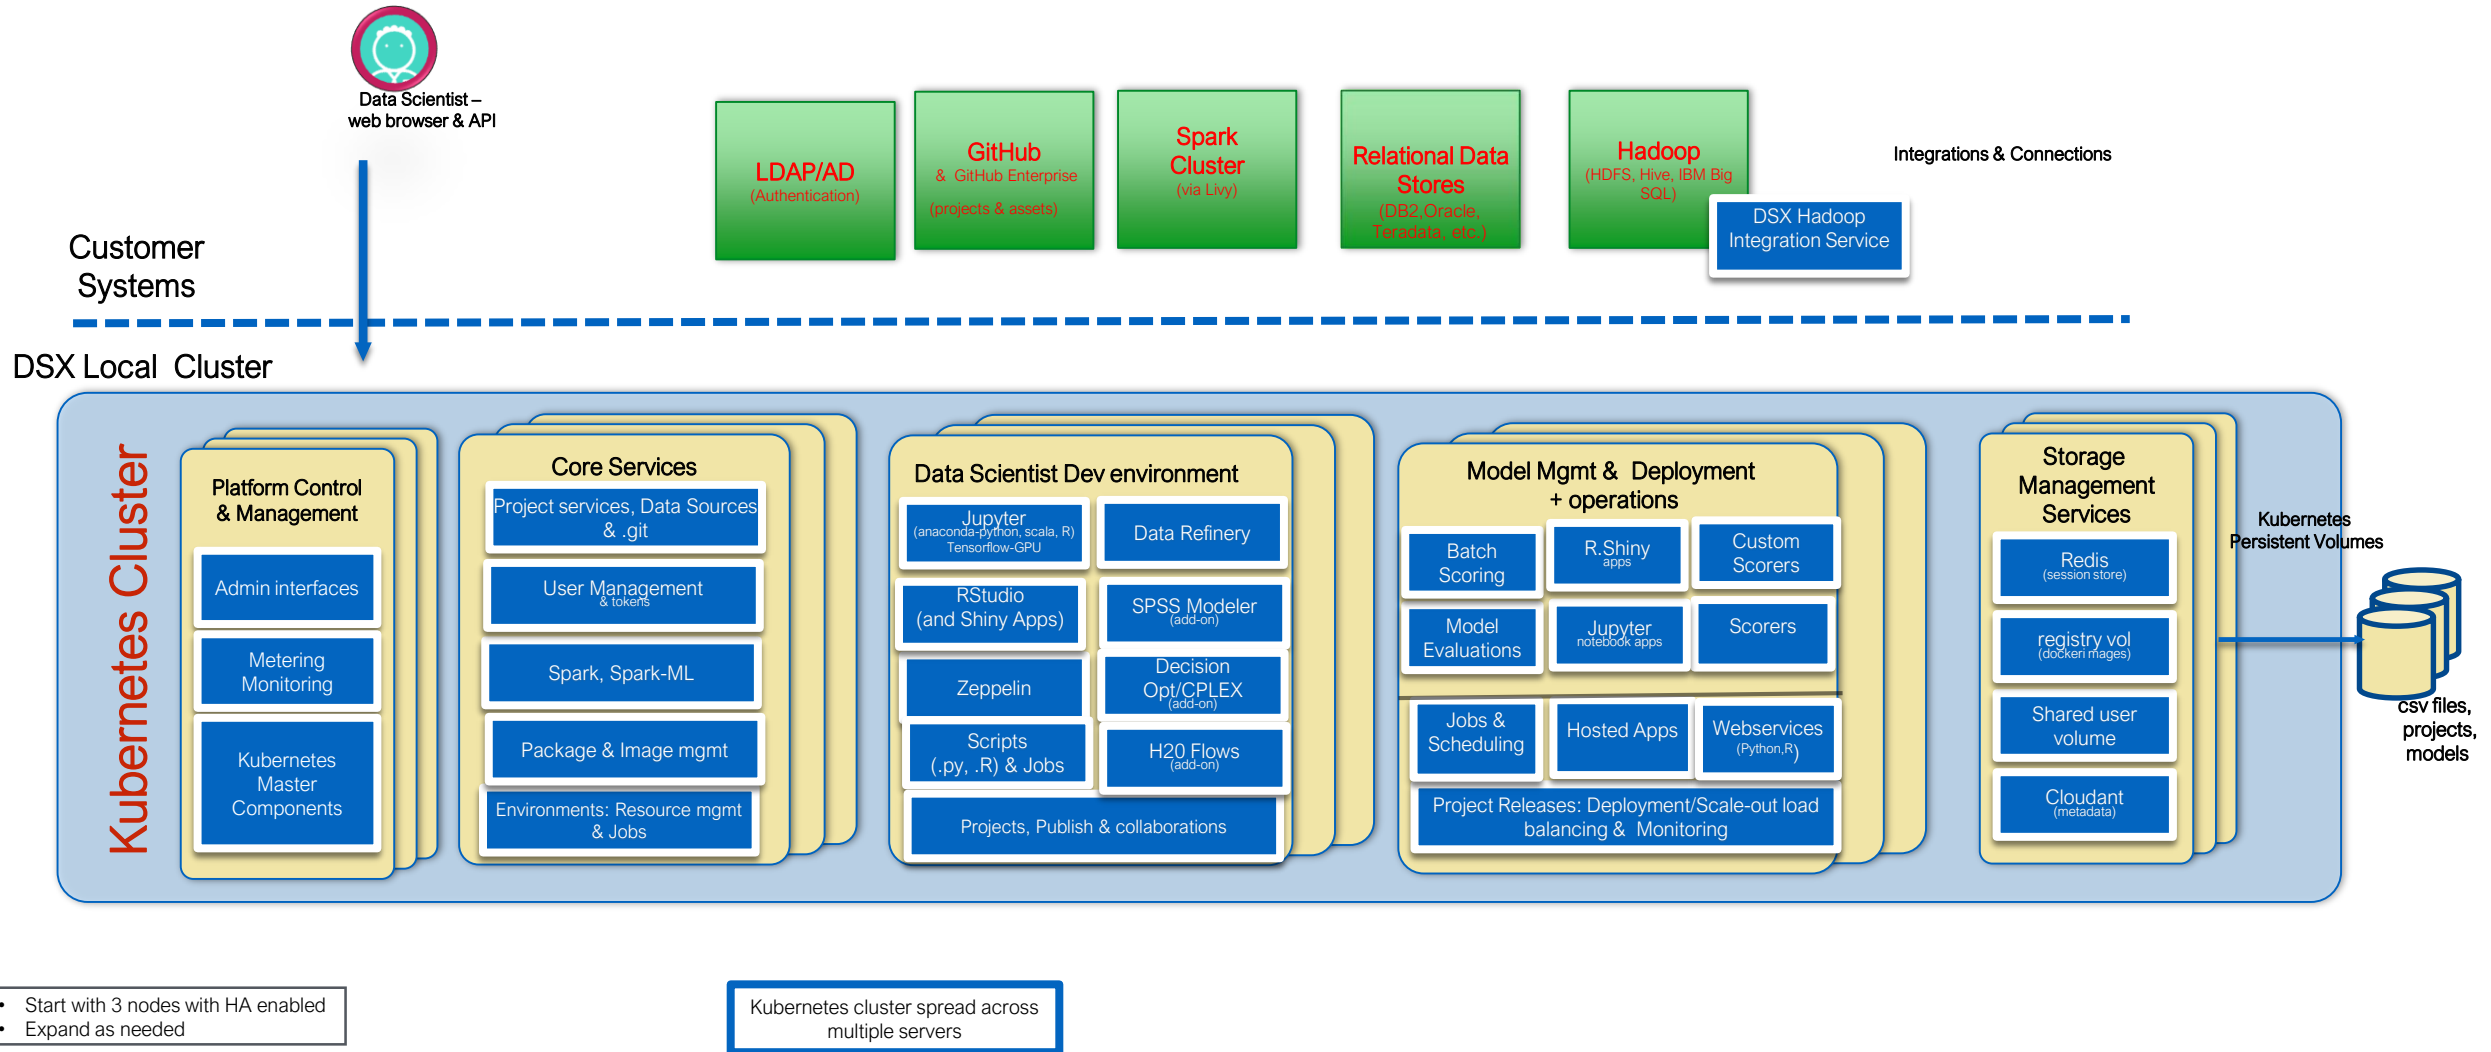 Data Scientist –
web browser & API
LDAP/AD
(Authentication)
GitHub
& GitHub Enterprise
(projects & assets)
Spark
Cluster
(via Livy)
Relational Data
Stores
(DB2,Oracle,
Teradata, etc.)
Hadoop
(HDFS, Hive, IBM Big
SQL)
DSX Hadoop
Integration Service
Integrations & Connections
Customer
Systems
DSX Local Cluster
Kubernetes Cluster
Platform Control
& Management
Admin interfaces
Metering
Monitoring
Kubernetes
Master
Components
Core Services
Project services, Data Sources
& .git
User Management
& tokens
Spark, Spark-ML
Package & Image mgmt
Environments: Resource mgmt
& Jobs
Data Scientist Dev environment
Jupyter
(anaconda-python, scala, R)
Tensorflow-GPU
Data Refinery
RStudio
(and Shiny Apps)
SPSS Modeler
(add-on)
Zeppelin
Decision
Opt/CPLEX
(add-on)
Scripts
(.py, .R) & Jobs
H20 Flows
(add-on)
Projects, Publish & collaborations
Model Mgmt & Deployment
+ operations
Batch
Scoring
R.Shiny
apps
Custom
Scorers
Model
Evaluations
Jupyter
notebook apps
Scorers
Jobs &
Scheduling
Hosted Apps
Webservices
(Python,R)
Project Releases: Deployment/Scale-out load
balancing & Monitoring
Storage
Management
Services
Redis
(session store)
registry vol
(dockeri mages)
Shared user
volume
Cloudant
(metadata)
Kubernetes
Persistent Volumes
csv files,
projects,
models
• Start with 3 nodes with HA enabled
• Expand as needed
Kubernetes cluster spread across
multiple servers